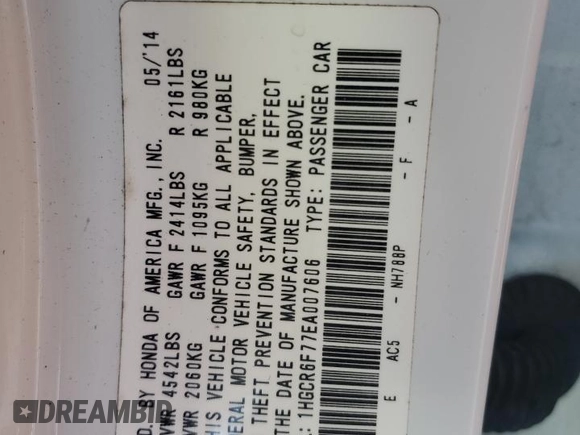 D. BY HONDA OF AMERICA MFG., INC. 05/'14
VWR 4542LBS GAWR F 2414LBS R 2161LBS
VWR 2060KG GAWR F 1095KG R 980KG
HIS VEHICLE CONFORMS TO ALL APPLICABLE
ERAL MOTOR VEHICLE SAFETY, BUMPER,
THEFT PREVENTION STANDARDS IN EFFECT
THE DATE OF MANUFACTURE SHOWN ABOVE.
.: 1HGCR6F77EA007606 TYPE: PASSENGER CAR
E AC5 - NH788P - F - A
DREAMBID